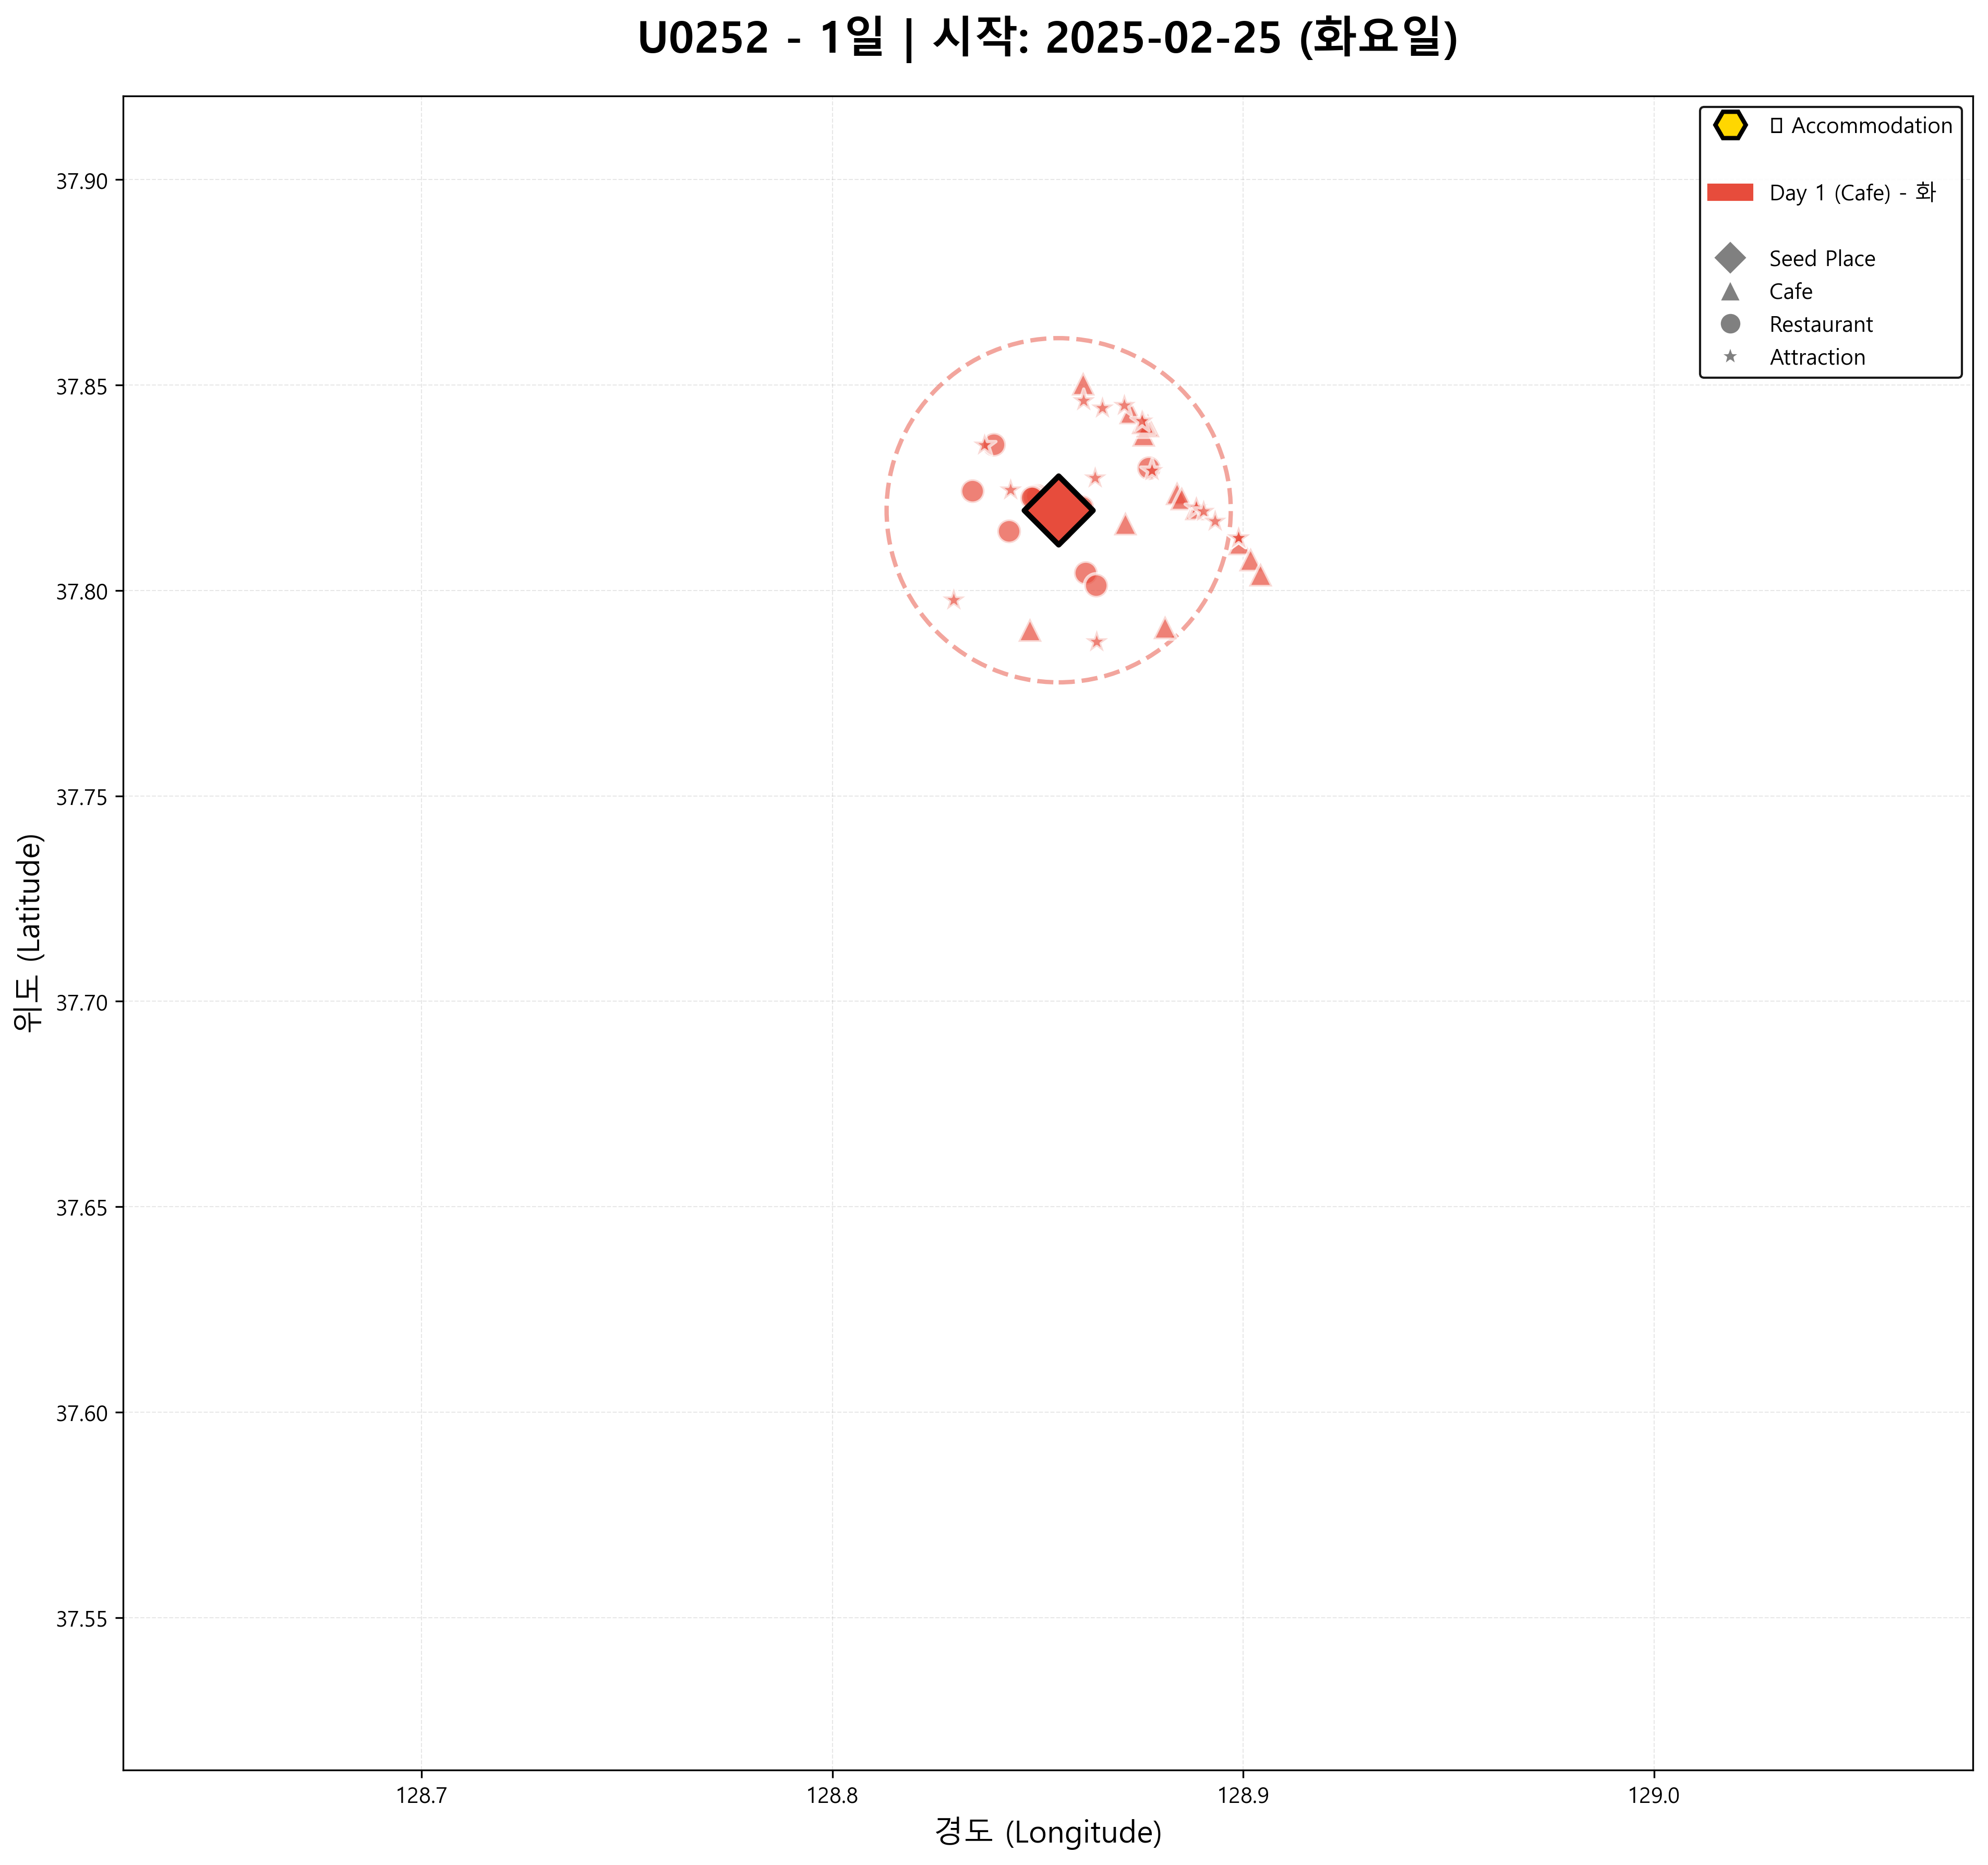 U0252 - 1일 | 시작: 2025-02-25 (화요일)
Accommodation
Day 1 (Cafe) - 화
Seed Place
Cafe
Restaurant
Attraction
37.90
37.85
37.80
37.75
37.70
37.65
37.60
37.55
위도 (Latitude)
128.7
128.8
128.9
129.0
경도 (Longitude)